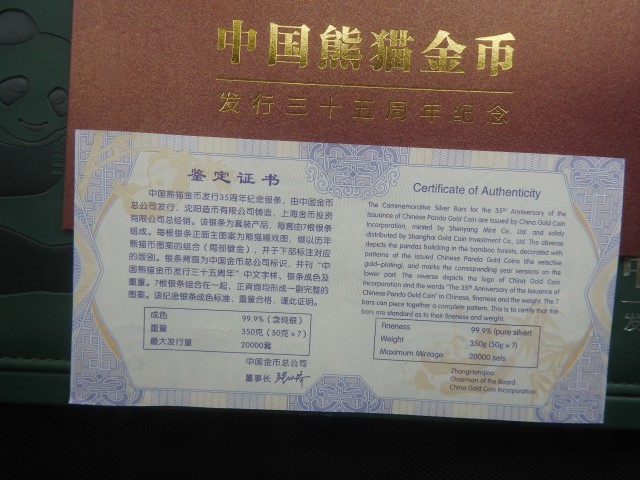 中国熊猫金币
发行三十五周年纪念
鉴定证书
中国熊猫金币发行35周年纪念银条，由中国金币
总公司发行，沈阳造币有限公司铸造，上海金币投资
有限公司总经销。该银条为套装产品，每套由7根银条
组成。每根银条正面主图案为熊猫嬉戏图，缀以历年
熊猫币图案的组合（局部镀金），并于下部标注对应
的版别。银条背面为中国金币总公司标识，并刊“中
国熊猫金币发行三十五周年”中文字样、银条成色及
重量。7根银条组合在一起，正背面均形成一副完整的
图案。该纪念银条成色标准，重量合格，谨此证明。
成色 99.9%（含纯银）
重量 350克（50克×7）
最大发行量 20000套
中国金币总公司
董事长
Certificate of Authenticity
The Commemorative Silver Bars for the 35th Anniversary of the
Issuance of Chinese Panda Gold Coin are issued by China Gold Coin
Incorporation, minted by Shenyang Mint Co., Ltd. and solely
distributed by Shanghai Gold Coin Investment Co., Ltd. The obverse
depicts the pandas frolicking in the bamboo forests, decorated with
patterns of the issued Chinese Panda Gold Coins (the selective
gold-plating), and marks the corresponding year versions on the
lower part. The reverse depicts the logo of China Gold Coin
Incorporation and the words "The 35th Anniversary of the Issuance of
Chinese Panda Gold Coin" in Chinese, fineness and the weight. The 7
bars can piece together a complete pattern. This is to certify that the
bars are standard as to their fineness and weight.
Fineness 99.9% (pure silver)
Weight 350g (50g × 7)
Maximum Mintage 20000 sets
ZhangHanqiao
Chairman of the Board
China Gold Coin Incorporation